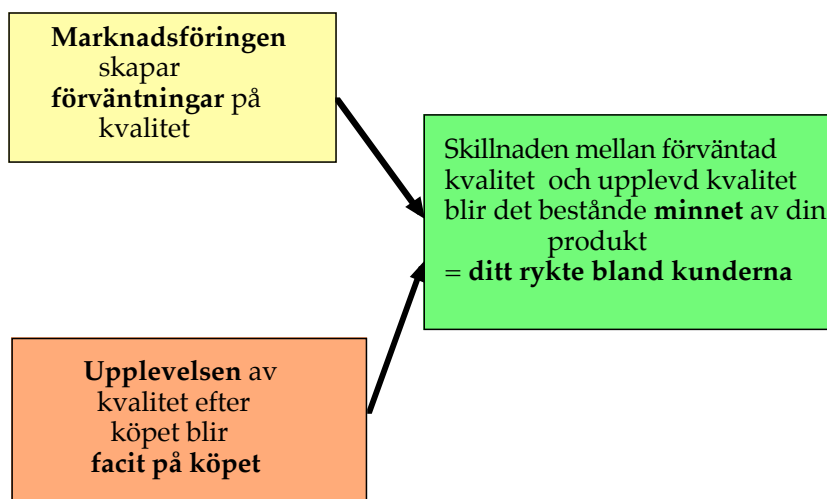 Marknadsföringen
skapar
förväntningar på
kvalitet
Skillnaden mellan förväntad
kvalitet och upplevd kvalitet
blir det bestånde minnet av din
produkt
= ditt rykte bland kunderna
Upplevelsen av
kvalitet efter
köpet blir
facit på köpet